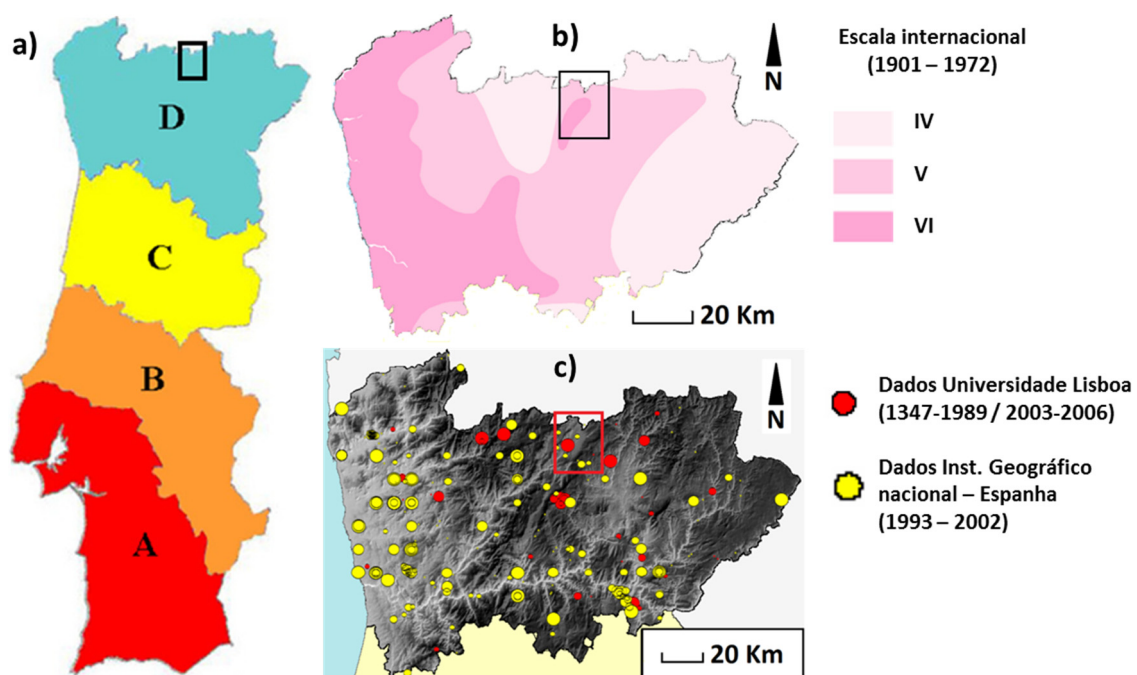 a)
D
C
B
A
b)
N
20 Km
Escala internacional
(1901 – 1972)
IV
V
VI
c)
N
20 Km
Dados Universidade Lisboa
(1347-1989 / 2003-2006)
Dados Inst. Geográfico
nacional – Espanha
(1993 – 2002)